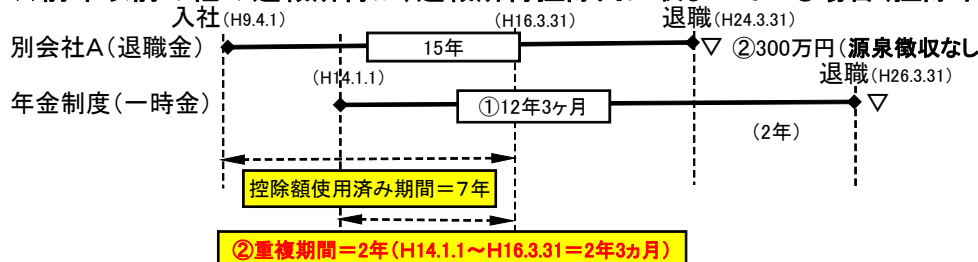 入社(H9.4.1)
(H16.3.31)
退職(H24.3.31)
別会社A(退職金)
15年
②300万円(源泉徴収なし
(H14.1.1)
退職(H26.3.31)
年金制度(一時金)
①12年3ヶ月
(2年)
控除額使用済み期間=7年
②重複期間=2年(H14.1.1~H16.3.31=2年3ヵ月)